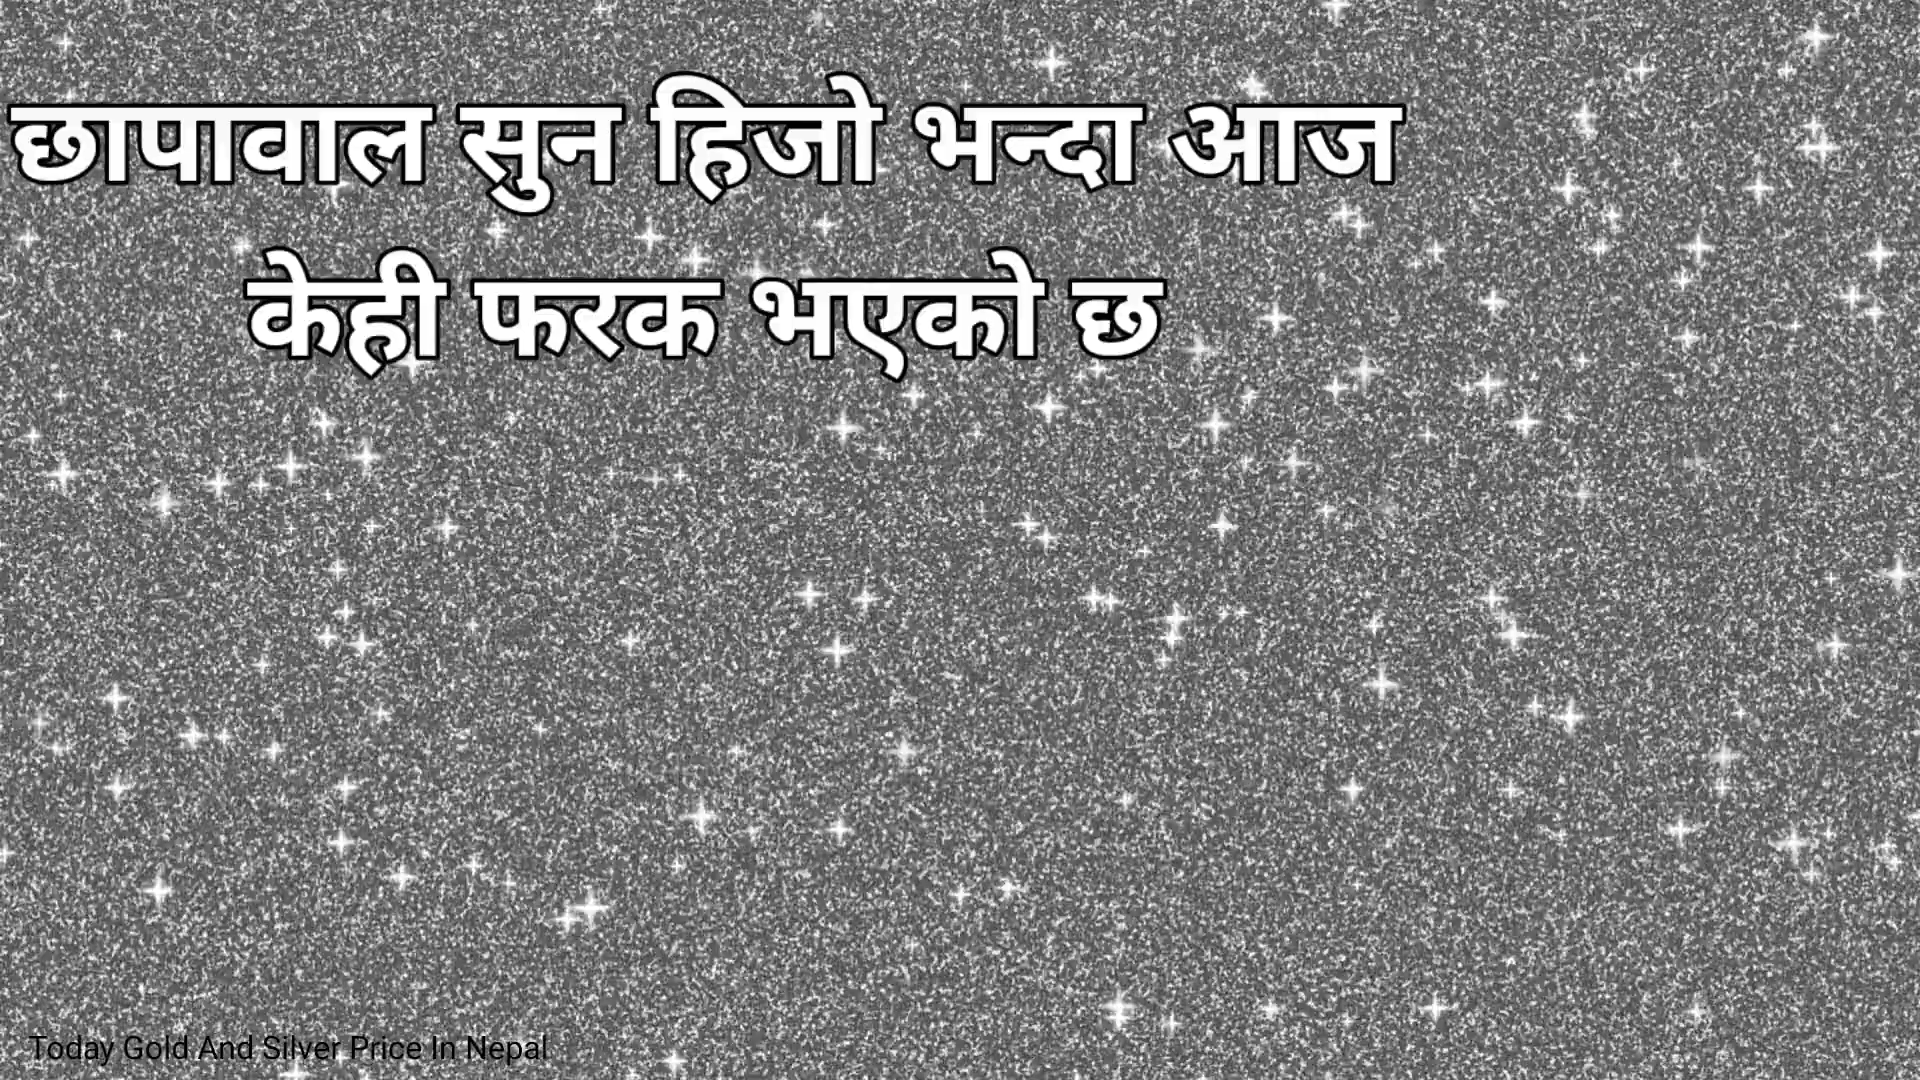 छापावाल सुन हिजो भन्दा आज
केही फरक भएको छ
Today Gold And Silver Price In Nepal